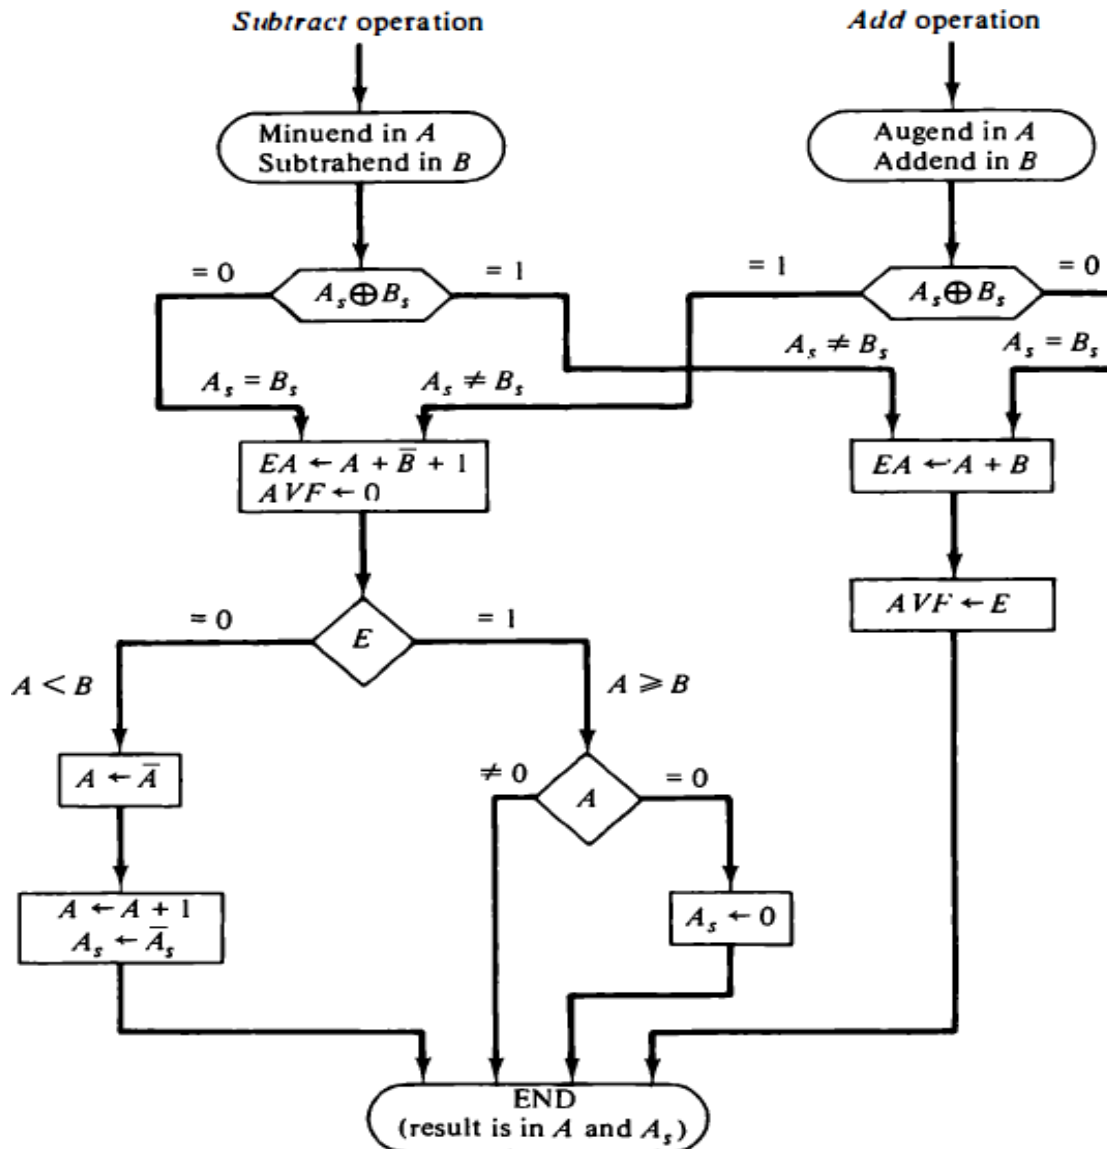 Subtract operation
Add operation
Minuend in A
Subtrahend in B
Augend in A
Addend in B
= 0
A_s ⊕ B_s
= 1
= 1
A_s ⊕ B_s
= 0
A_s = B_s
A_s ≠ B_s
A_s ≠ B_s
A_s = B_s
EA ← A + B̅ + 1
AVF ← 0
EA ← A + B
AVF ← E
= 0
E
= 1
A < B
A ⩾ B
A ← A̅
≠ 0
A
= 0
A ← A + 1
A_s ← A̅_s
A_s ← 0
END
(result is in A and A_s)